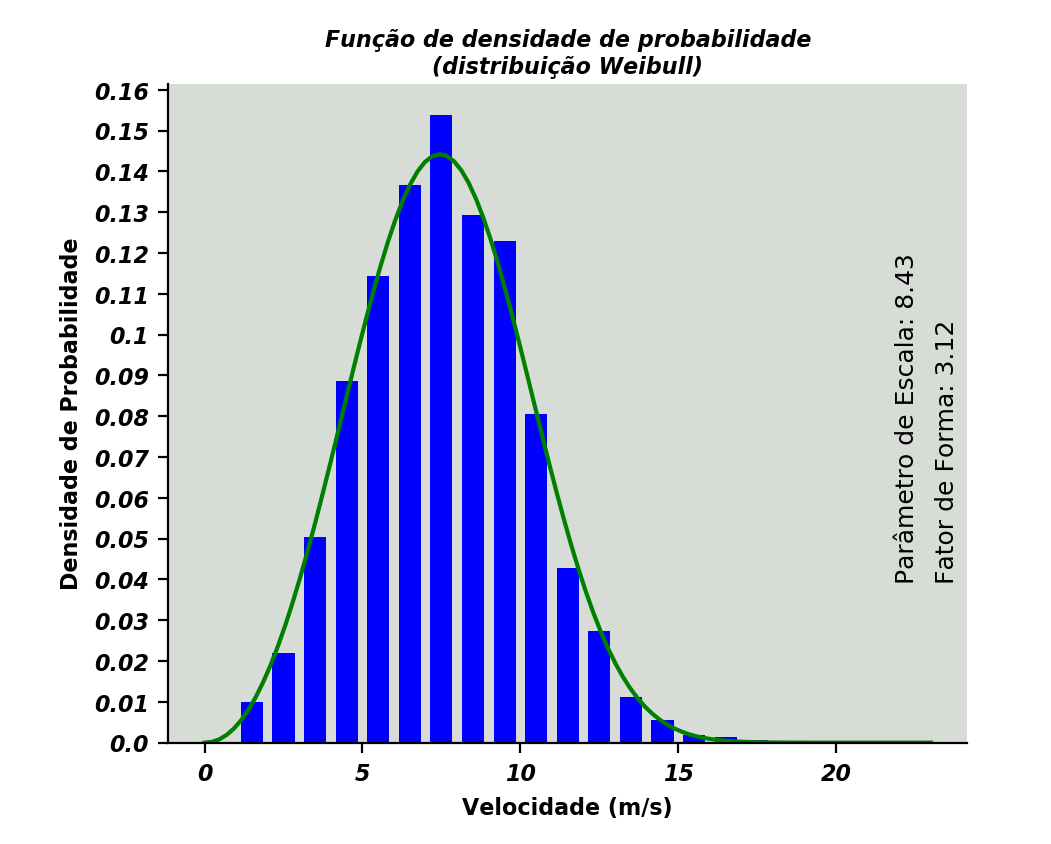 Função de densidade de probabilidade
(distribuição Weibull)
0.16
0.15
0.14
0.13
0.12
0.11
0.1
0.09
0.08
0.07
0.06
0.05
0.04
0.03
0.02
0.01
0.0
Densidade de Probabilidade
0 5 10 15 20
Velocidade (m/s)
Parâmetro de Escala: 8.43
Fator de Forma: 3.12